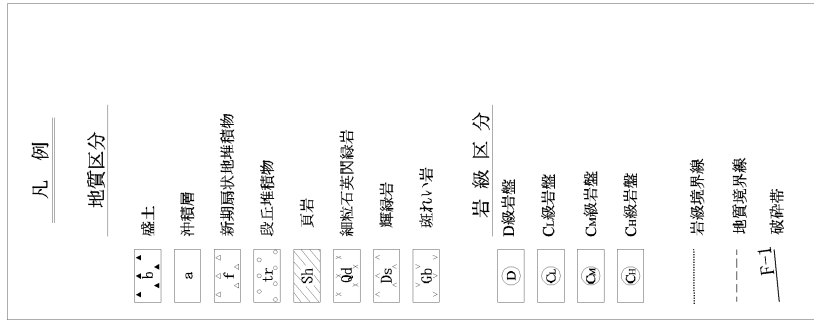 凡 例
地質区分
b 盛土
a 沖積層
f 新期扇状地堆積物
tr 段丘堆積物
Sh 頁岩
Qd 細粒石英閃緑岩
Ds 輝緑岩
Gb 斑れい岩
岩 級 区 分
D D級岩盤
CL CL級岩盤
CM CM級岩盤
CH CH級岩盤
岩級境界線
地質境界線
F-1 破砕帯